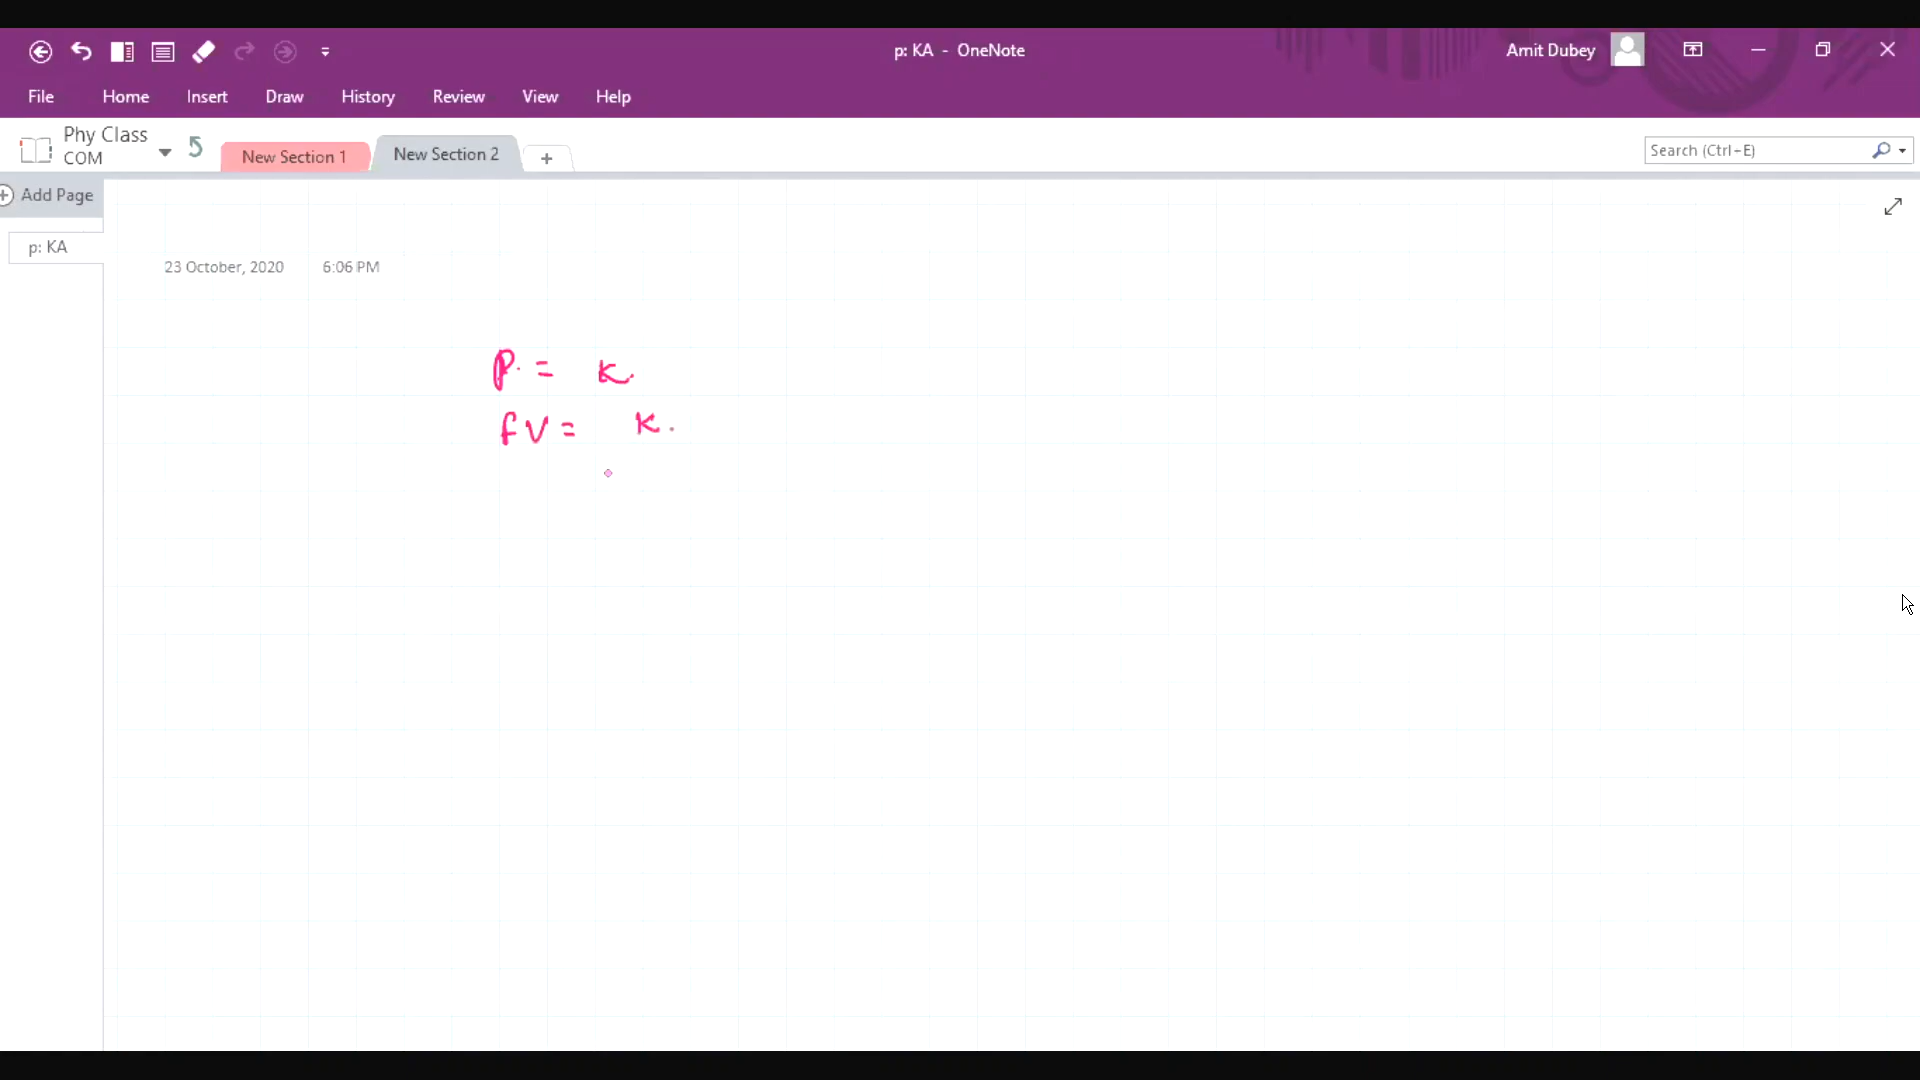 p: KA - OneNote
Amit Dubey
File Home Insert Draw History Review View Help
Phy Class
COM
New Section 1
New Section 2
Search (Ctrl+E)
Add Page
p: KA
23 October, 2020 6:06 PM
P. = K.
fV = K.